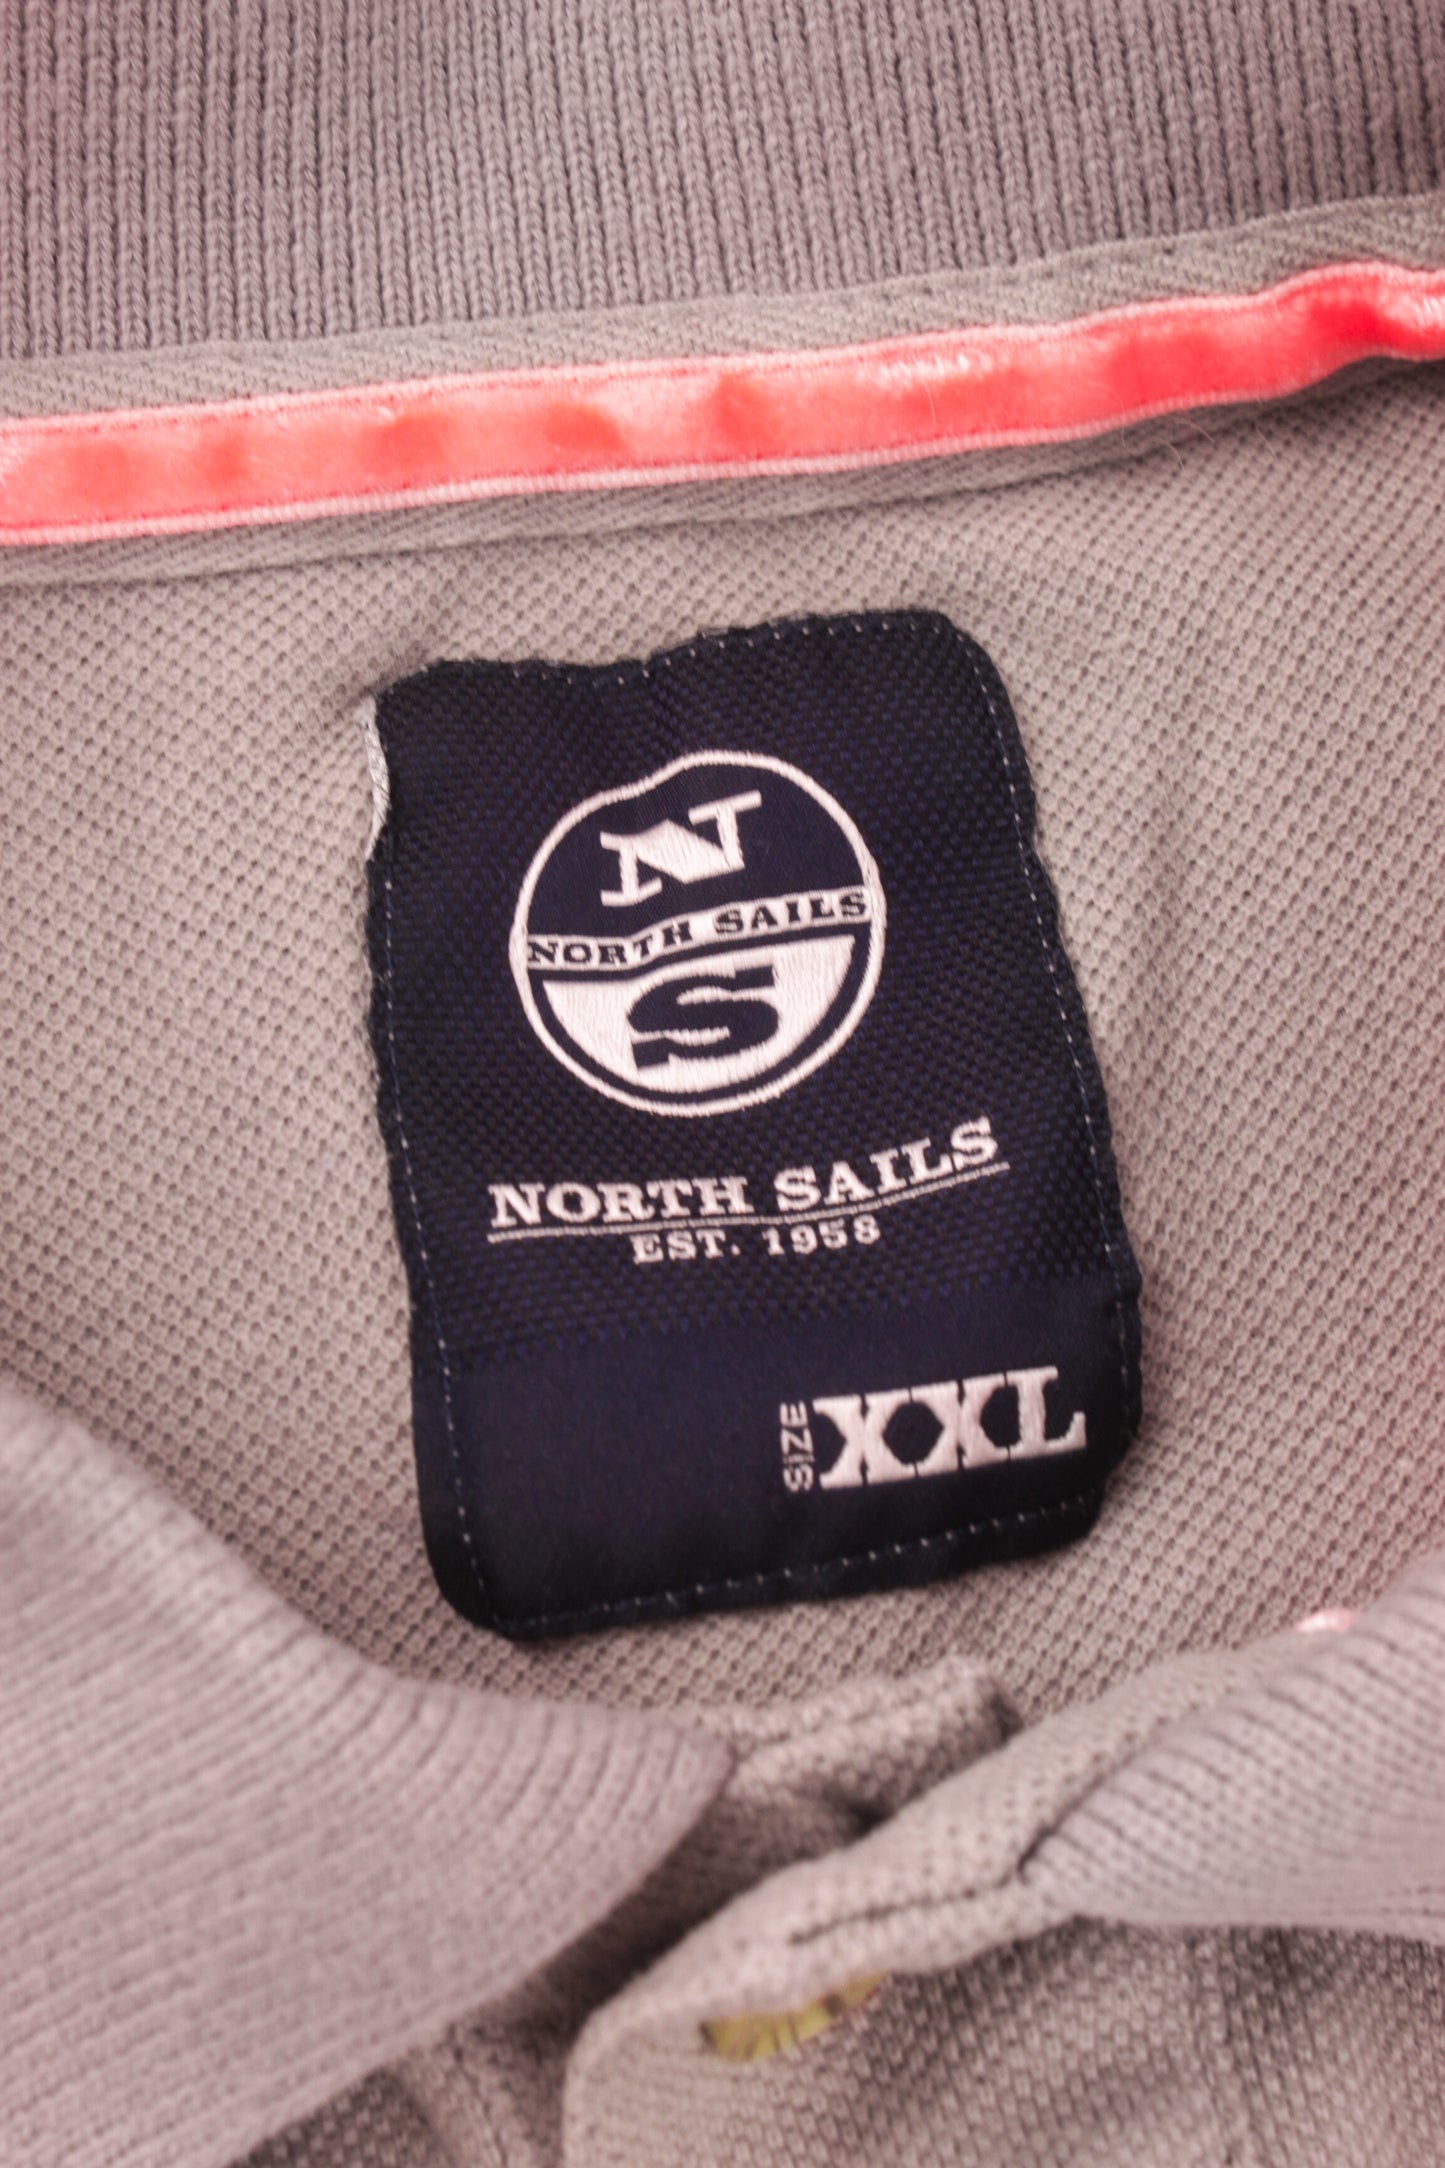 N
NORTH SAILS
S
NORTH SAILS
EST. 1958
SIZE XXL